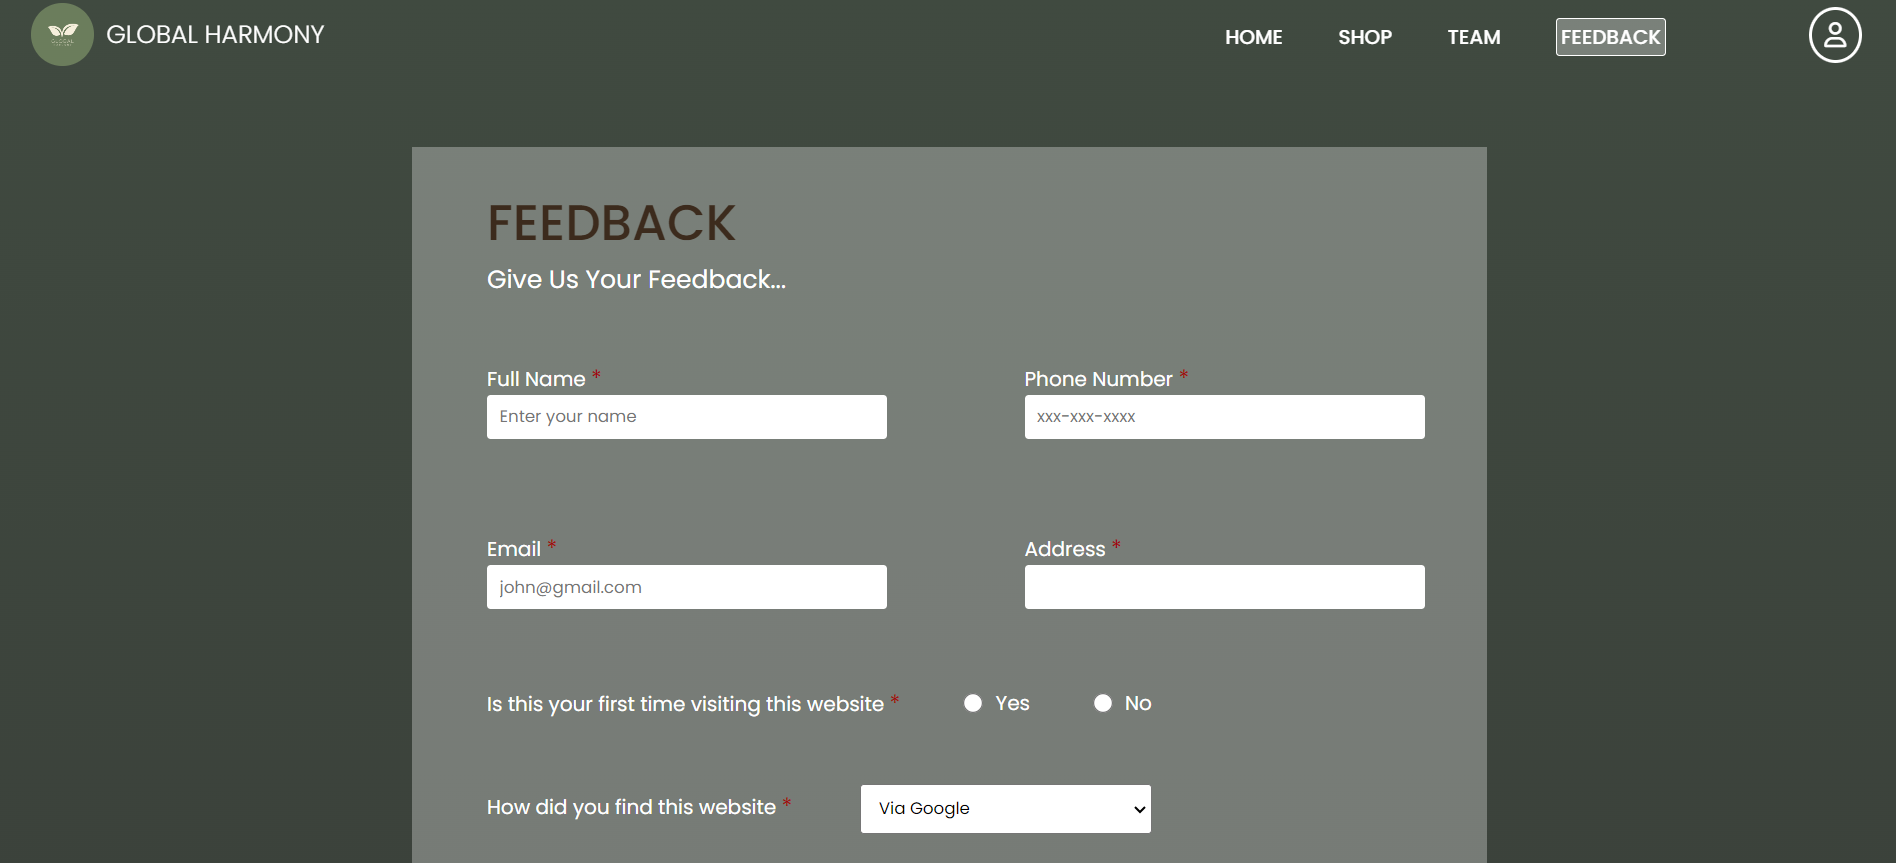 GLOBAL HARMONY
HOME SHOP TEAM FEEDBACK
FEEDBACK
Give Us Your Feedback...
Full Name * Phone Number *
Enter your name xxx-xxx-xxxx
Email * Address *
john@gmail.com
Is this your first time visiting this website * Yes No
How did you find this website * Via Google